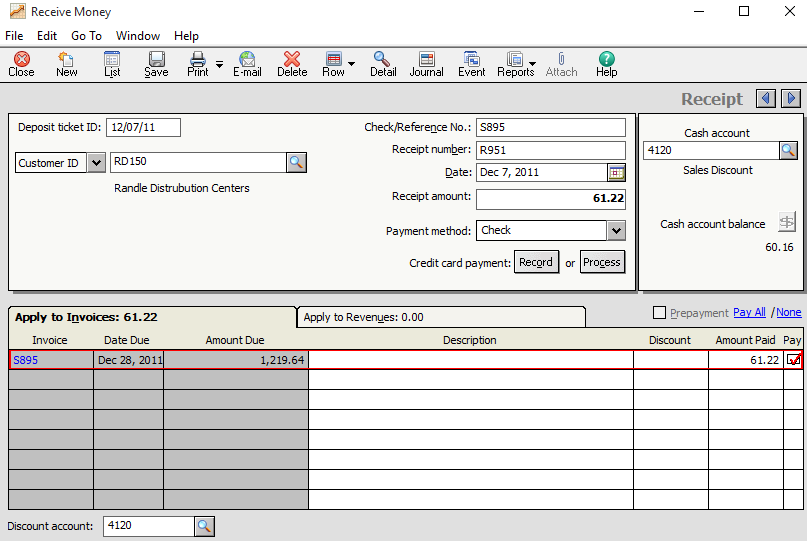 Receive Money
File Edit Go To Window Help
Close New List Save Print E-mail Delete Row Detail Journal Event Reports Attach Help
Receipt
Deposit ticket ID: 12/07/11
Customer ID RD150
Randle Distrubution Centers
Check/Reference No.: S895
Receipt number: R951
Date: Dec 7, 2011
Receipt amount: 61.22
Payment method: Check
Credit card payment: Record or Process
Cash account
4120
Sales Discount
Cash account balance
60.16
Apply to Invoices: 61.22 Apply to Revenues: 0.00 Prepayment Pay All / None
Invoice Date Due Amount Due Description Discount Amount Paid Pay
S895 Dec 28, 2011 1,219.64 61.22
Discount account: 4120